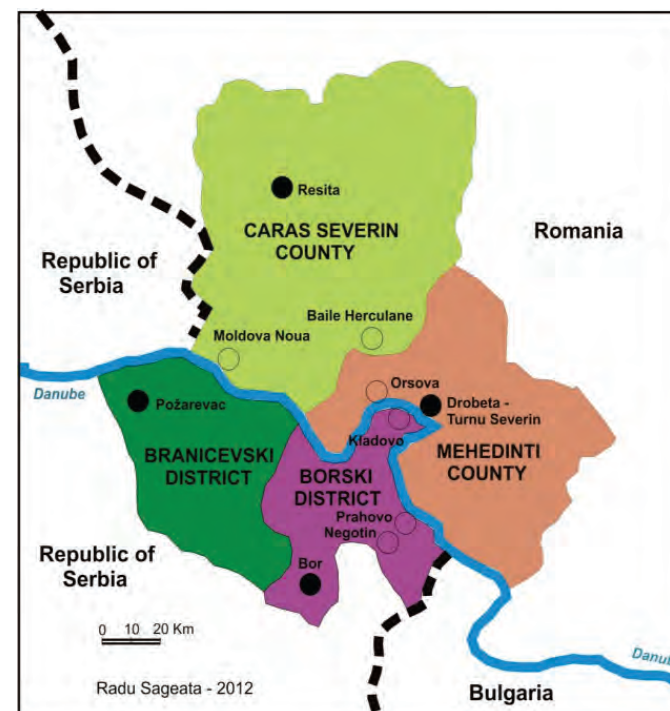 Resita
CARAS SEVERIN
COUNTY
Romania
Republic of
Serbia
Baile Herculane
Moldova Noua
Danube
Požarevac
Orsova
Drobeta -
Turnu Severin
Kladovo
BRANICEVSKI
DISTRICT
BORSKI
DISTRICT
MEHEDINTI
COUNTY
Prahovo
Negotin
Republic of
Serbia
Bor
0 10 20 Km
Danube
Radu Sageata - 2012
Bulgaria